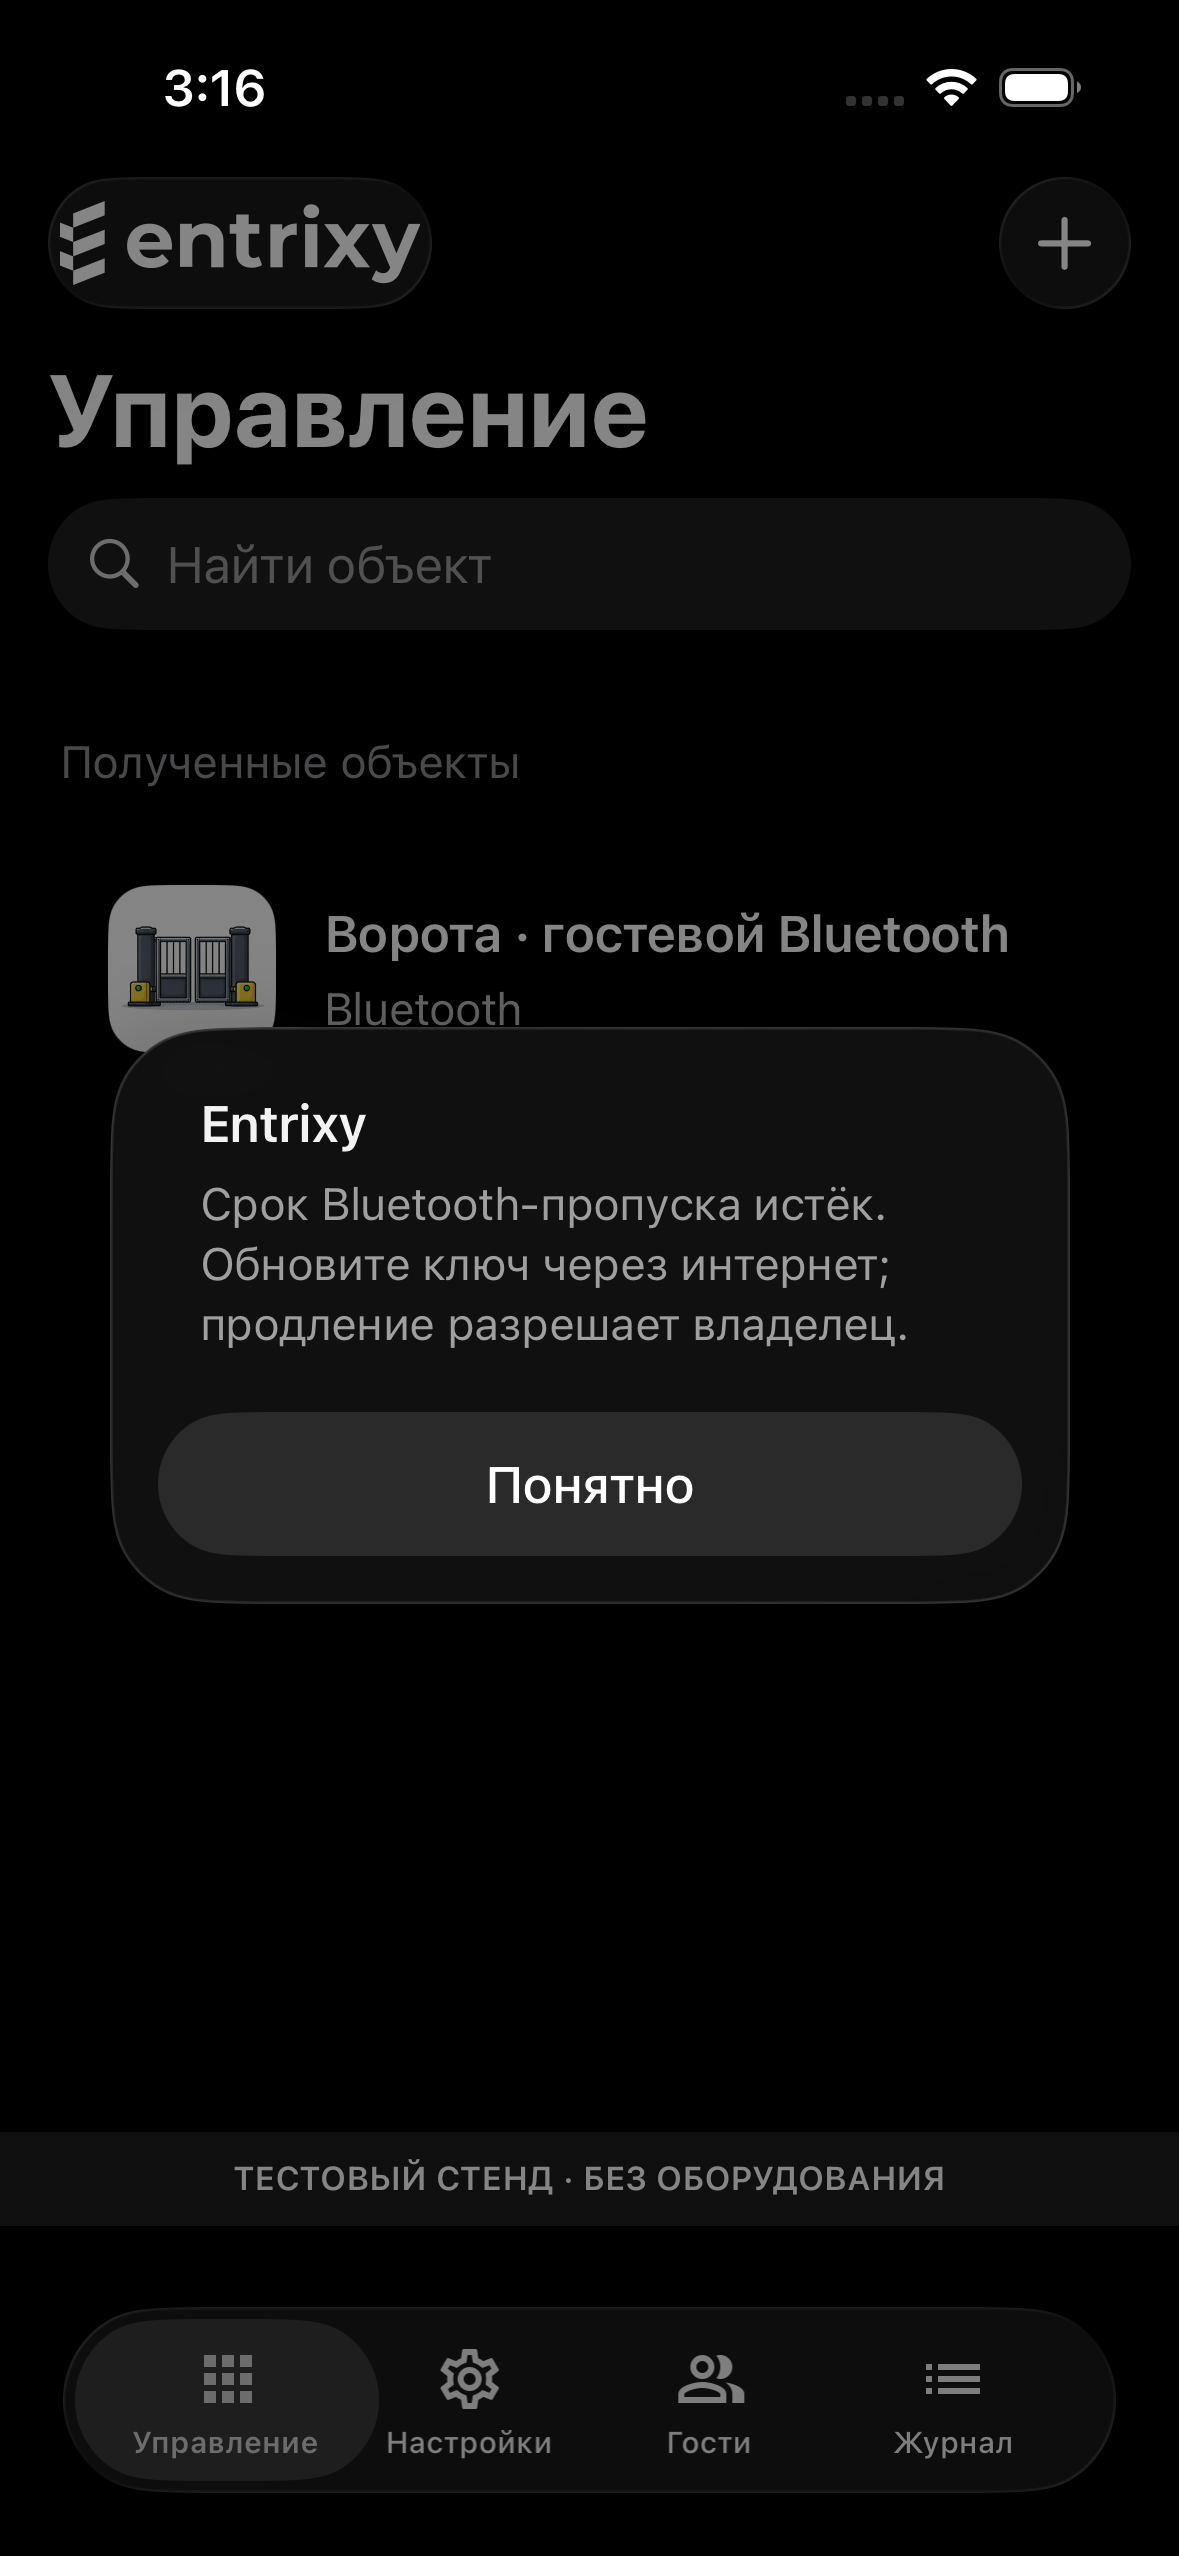 3:16
entrixy
Управление
Найти объект
Полученные объекты
Ворота · гостевой Bluetooth
Bluetooth
Entrixy
Срок Bluetooth-пропуска истёк.
Обновите ключ через интернет;
продление разрешает владелец.
Понятно
ТЕСТОВЫЙ СТЕНД · БЕЗ ОБОРУДОВАНИЯ
Управление
Настройки
Гости
Журнал